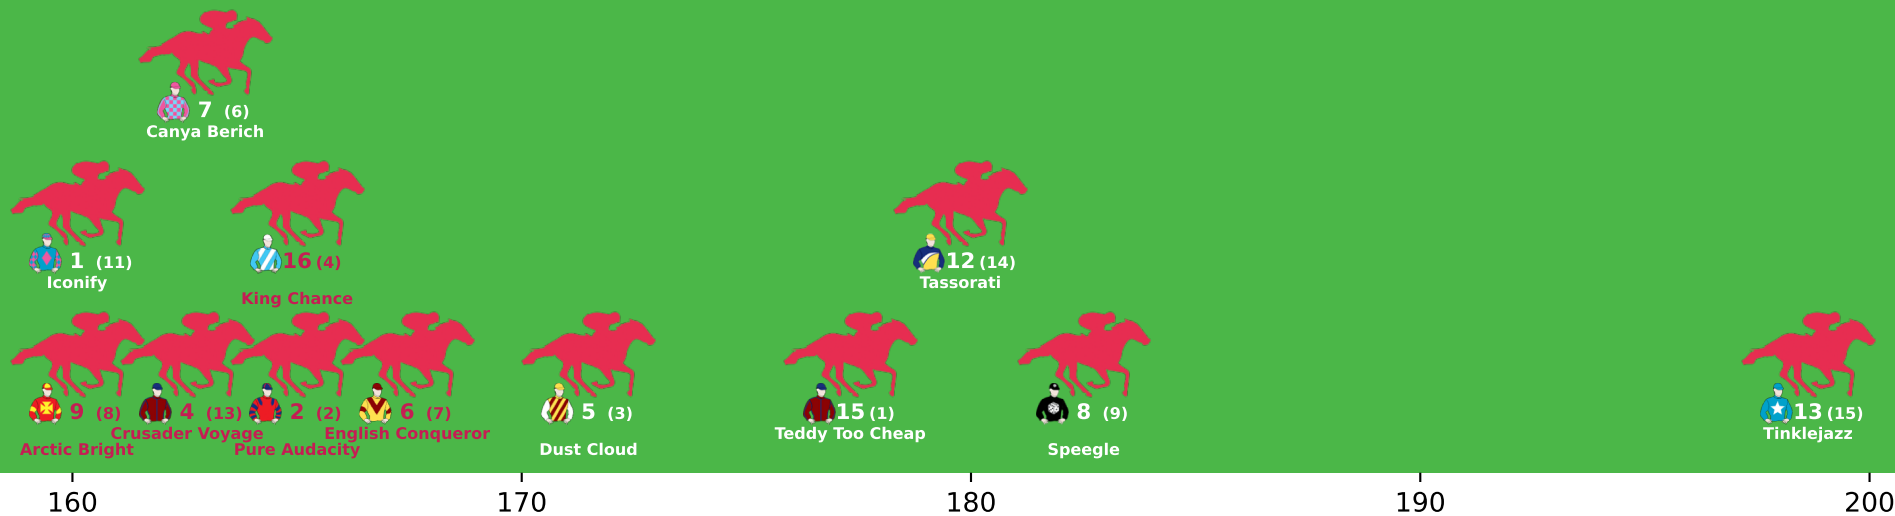 7 (6)
Canya Berich
1 (11)
Iconify
16 (4)
King Chance
12 (14)
Tassorati
9 (8)
Arctic Bright
4 (13)
Crusader Voyage
2 (2)
Pure Audacity
6 (7)
English Conqueror
5 (3)
Dust Cloud
15 (1)
Teddy Too Cheap
8 (9)
Speegle
13 (15)
Tinklejazz
160 170 180 190 200